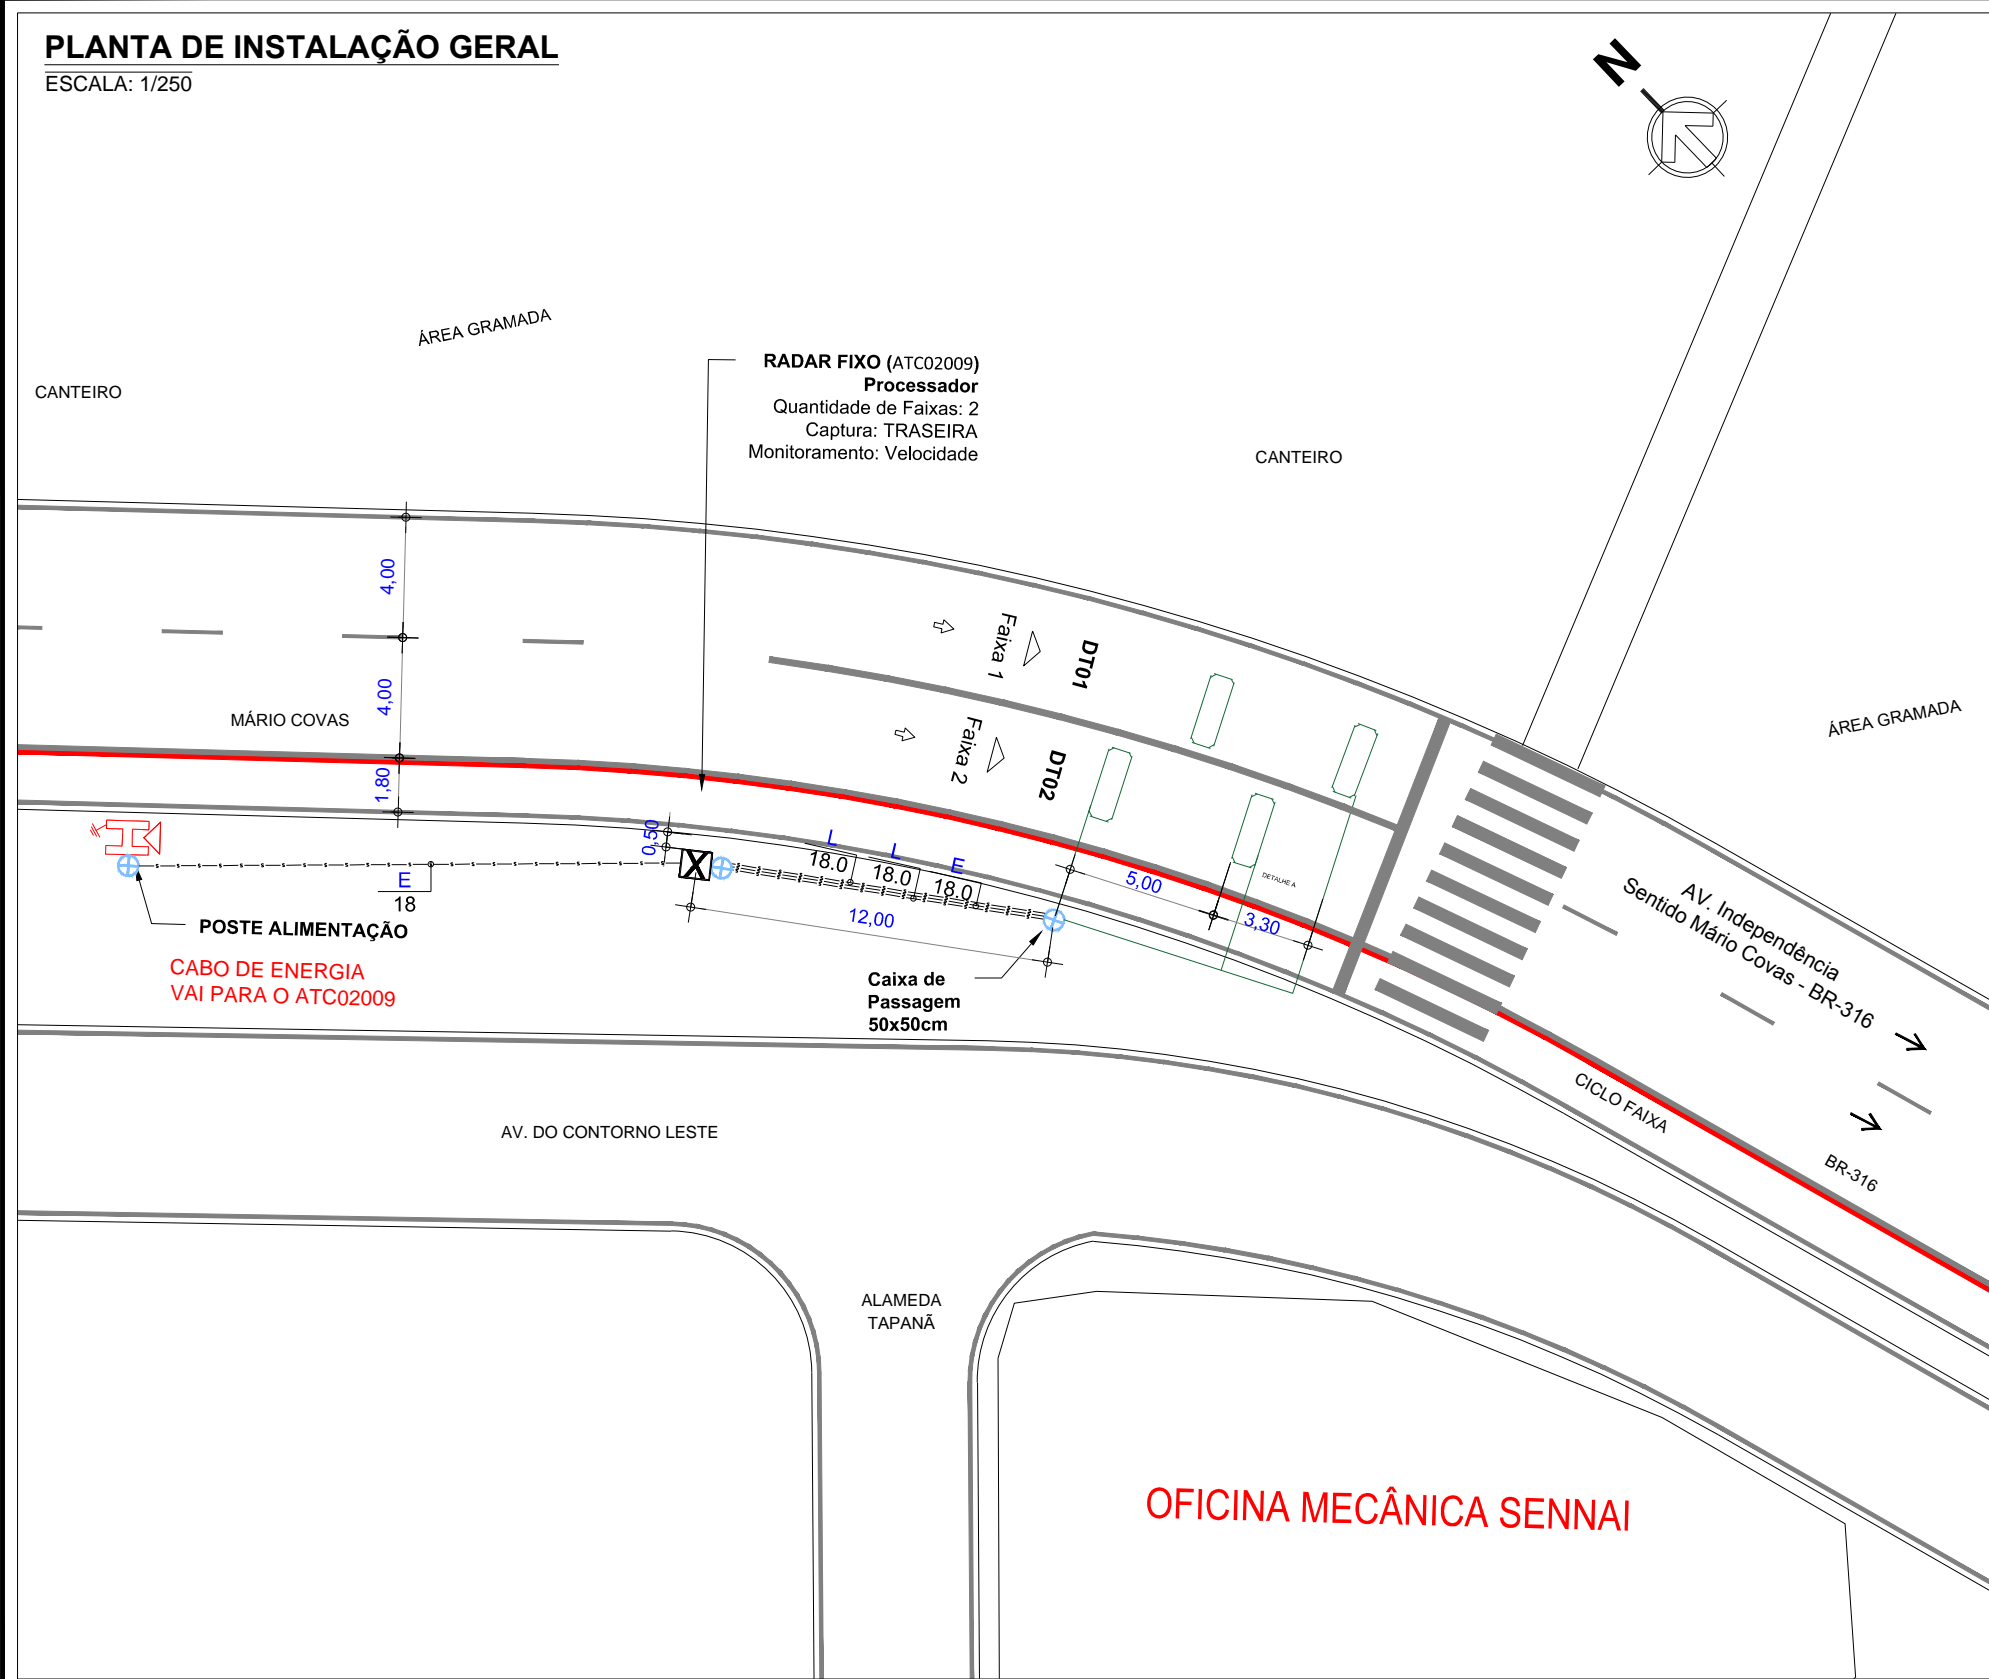 PLANTA DE INSTALAÇÃO GERAL
ESCALA: 1/250
N
ÁREA GRAMADA
CANTEIRO
RADAR FIXO (ATC02009)
Processador
Quantidade de Faixas: 2
Captura: TRASEIRA
Monitoramento: Velocidade
CANTEIRO
4,00
4,00
1,80
MÁRIO COVAS
Faixa 1
DT01
Faixa 2
DT02
ÁREA GRAMADA
0,50
X
L
18.0
L
18.0
E
18.0
12,00
5,00
3,30
DETALHE A
E
18
POSTE ALIMENTAÇÃO
CABO DE ENERGIA
VAI PARA O ATC02009
Caixa de
Passagem
50x50cm
AV. Independência
Sentido Mário Covas - BR-316
CICLO FAIXA
BR-316
AV. DO CONTORNO LESTE
ALAMEDA
TAPANÃ
OFICINA MECÂNICA SENNAI